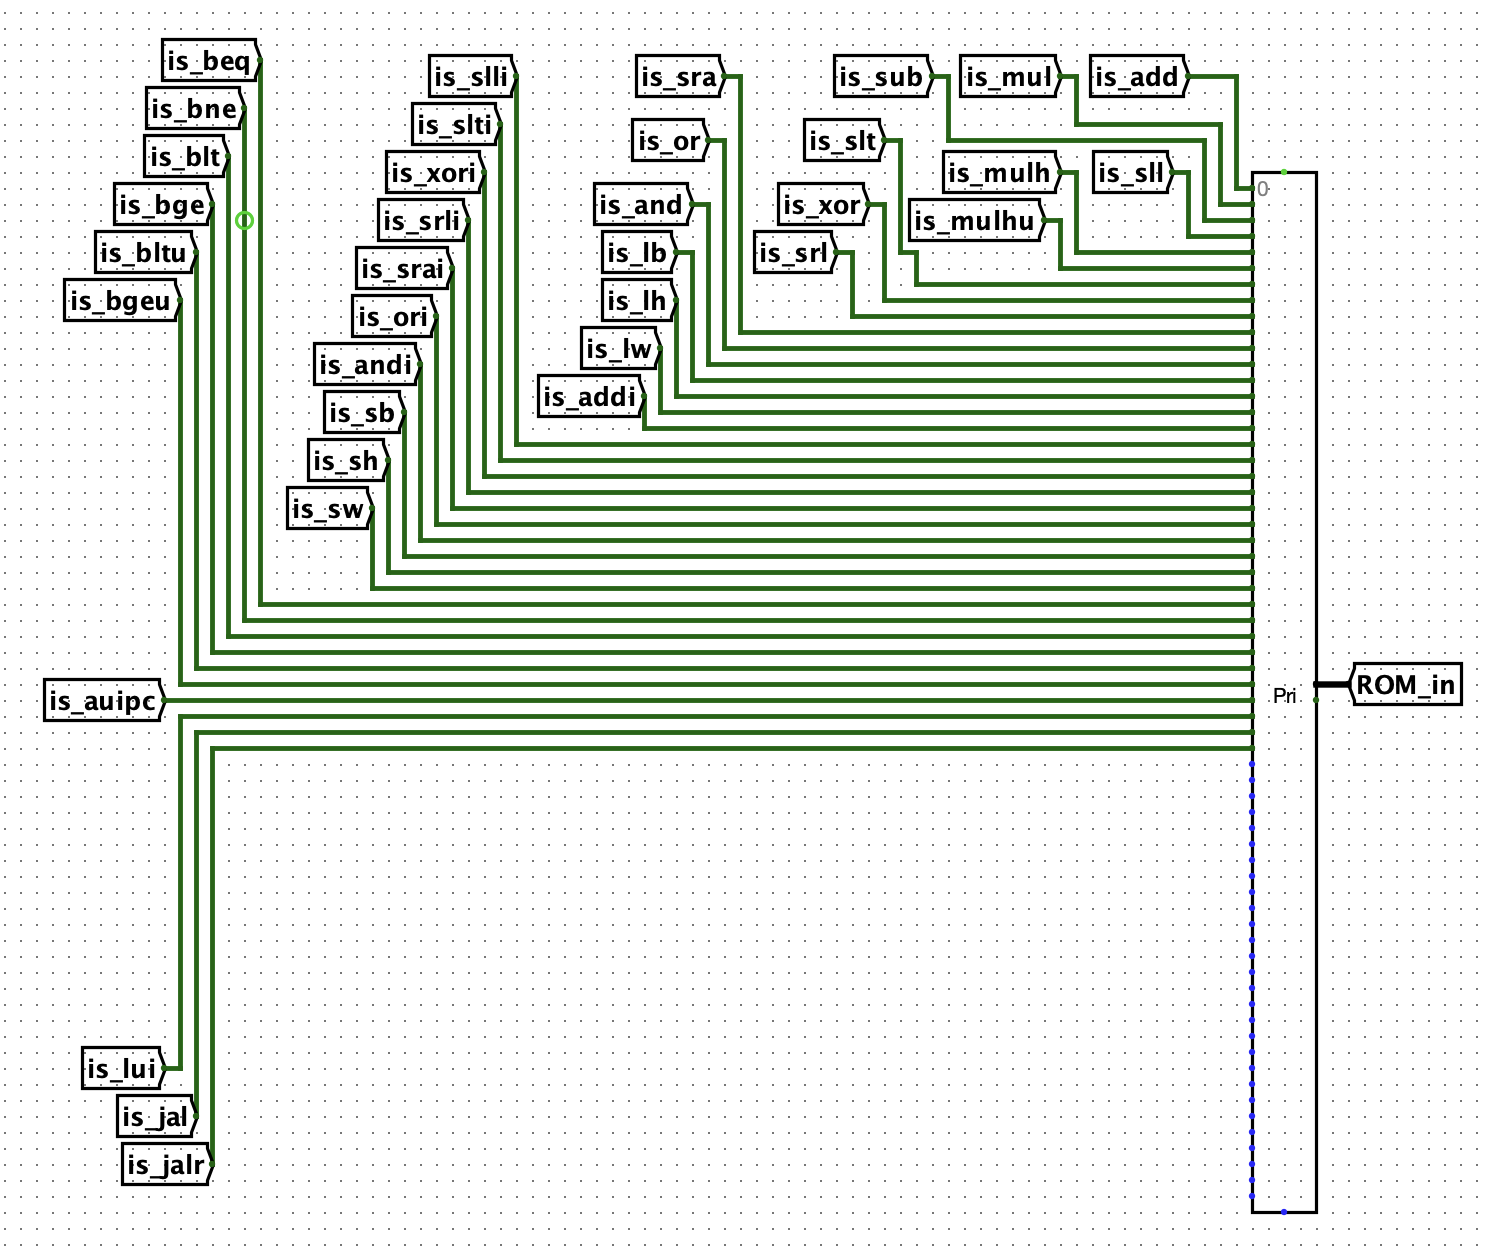 is_beq
is_bne
is_blt
is_bge
is_bltu
is_bgeu
is_slli
is_slti
is_xori
is_srli
is_srai
is_ori
is_andi
is_sb
is_sh
is_sw
is_sra
is_or
is_and
is_lb
is_lh
is_lw
is_addi
is_sub
is_mul
is_add
is_slt
is_mulh
is_sll
is_xor
is_mulhu
is_srl
0
is_auipc
Pri
ROM_in
is_lui
is_jal
is_jalr